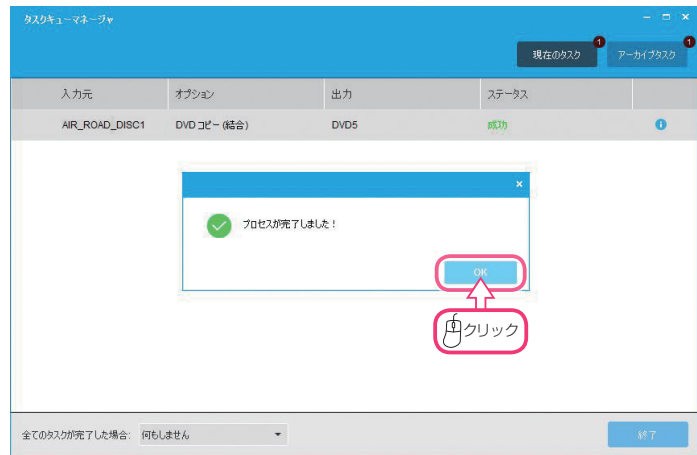 タスクキューマネージャ
現在のタスク 1 アーカイブタスク 1
入力元 オプション 出力 ステータス
AIR_ROAD_DISC1 DVD コピー (結合) DVD5 成功
プロセスが完了しました！
OK
クリック
全てのタスクが完了した場合: 何もしません 終了